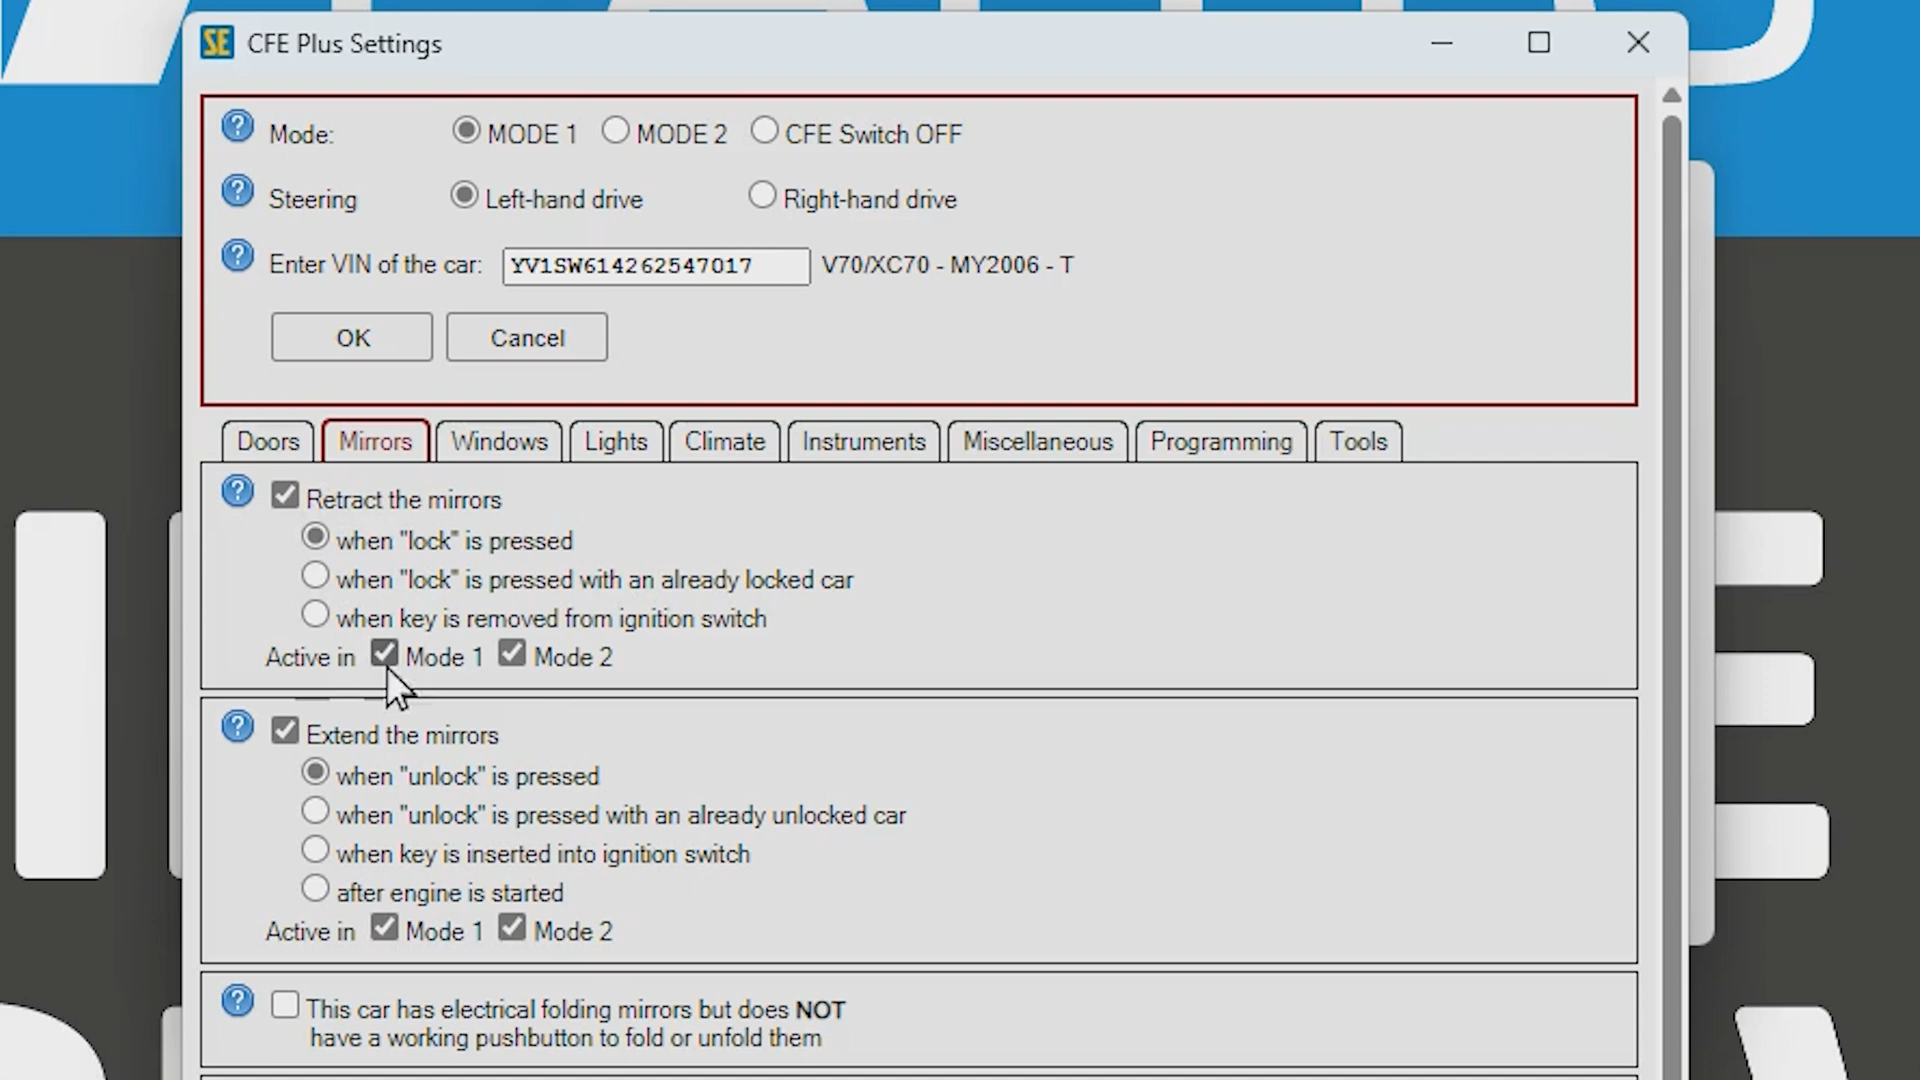 SE CFE Plus Settings
Mode: MODE 1 MODE 2 CFE Switch OFF
Steering Left-hand drive Right-hand drive
Enter VIN of the car: YV1SW614262547017 V70/XC70 - MY2006 - T
OK Cancel
Doors Mirrors Windows Lights Climate Instruments Miscellaneous Programming Tools
Retract the mirrors
when "lock" is pressed
when "lock" is pressed with an already locked car
when key is removed from ignition switch
Active in Mode 1 Mode 2
Extend the mirrors
when "unlock" is pressed
when "unlock" is pressed with an already unlocked car
when key is inserted into ignition switch
after engine is started
Active in Mode 1 Mode 2
This car has electrical folding mirrors but does NOT
have a working pushbutton to fold or unfold them